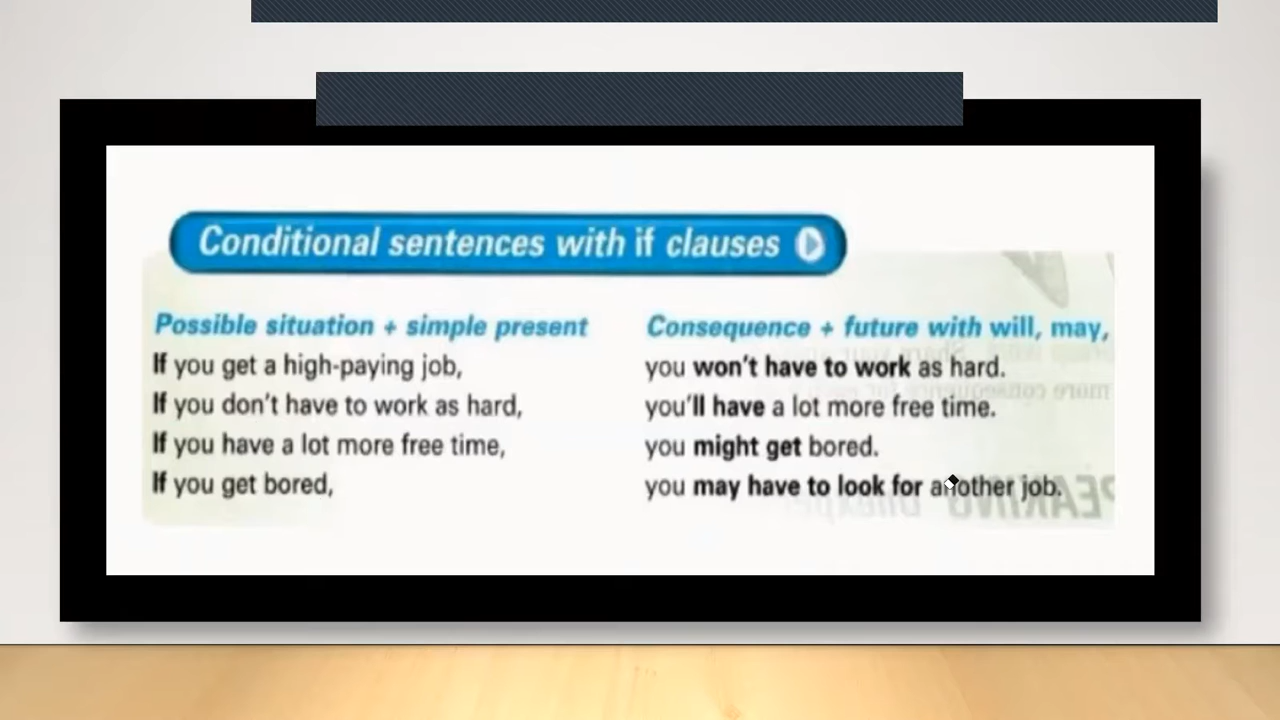 Conditional sentences with if clauses
Possible situation + simple present
Consequence + future with will, may,
If you get a high-paying job,
you won't have to work as hard.
If you don't have to work as hard,
you'll have a lot more free time.
If you have a lot more free time,
you might get bored.
If you get bored,
you may have to look for another job.